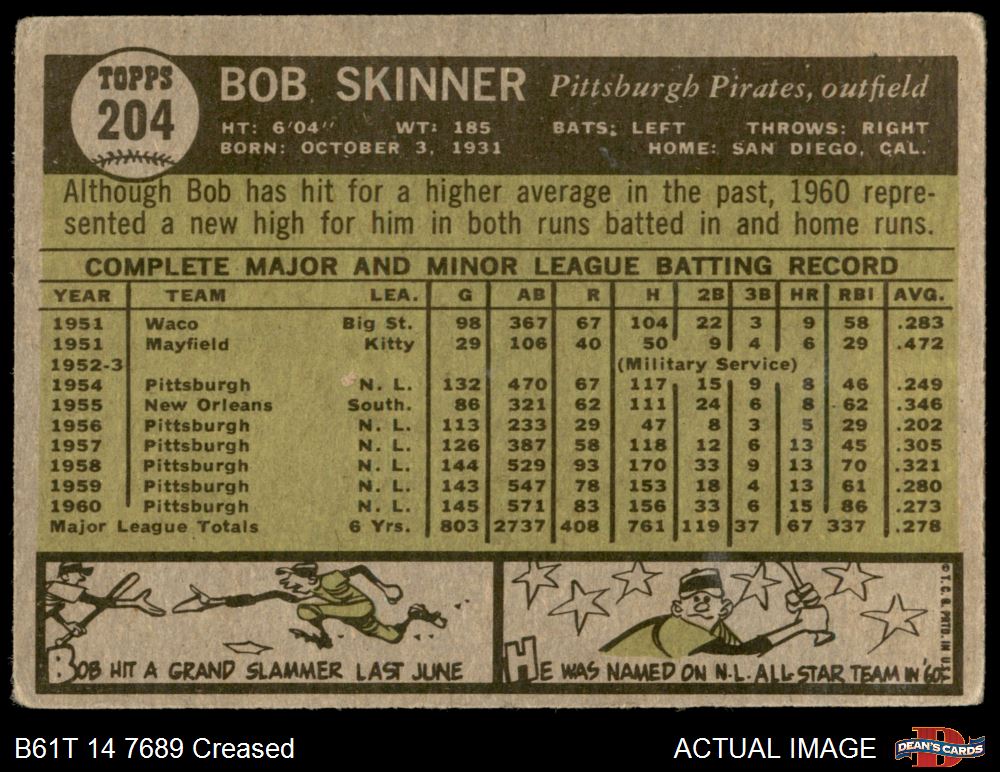 TOPPS
204
BOB SKINNER Pittsburgh Pirates, outfield
HT: 6'04" WT: 185 BATS: LEFT THROWS: RIGHT
BORN: OCTOBER 3, 1931 HOME: SAN DIEGO, CAL.
Although Bob has hit for a higher average in the past, 1960 repre-
sented a new high for him in both runs batted in and home runs.
COMPLETE MAJOR AND MINOR LEAGUE BATTING RECORD
YEAR TEAM LEA. G AB R H 2B 3B HR RBI AVG.
1951 Waco Big St. 98 367 67 104 22 3 9 58 .283
1951 Mayfield Kitty 29 106 40 50 9 4 6 29 .472
1952-3 (Military Service)
1954 Pittsburgh N. L. 132 470 67 117 15 9 8 46 .249
1955 New Orleans South. 86 321 62 111 24 6 8 62 .346
1956 Pittsburgh N. L. 113 233 29 47 8 3 5 29 .202
1957 Pittsburgh N. L. 126 387 58 118 12 6 13 45 .305
1958 Pittsburgh N. L. 144 529 93 170 33 9 13 70 .321
1959 Pittsburgh N. L. 143 547 78 153 18 4 13 61 .280
1960 Pittsburgh N. L. 145 571 83 156 33 6 15 86 .273
Major League Totals 6 Yrs. 803 2737 408 761 119 37 67 337 .278
BOB HIT A GRAND SLAMMER LAST JUNE
HE WAS NAMED ON N.L. ALL-STAR TEAM IN '60!
© T. C. G. PRTD. IN U.S.A.
B61T 14 7689 Creased ACTUAL IMAGE
DEAN'S CARDS